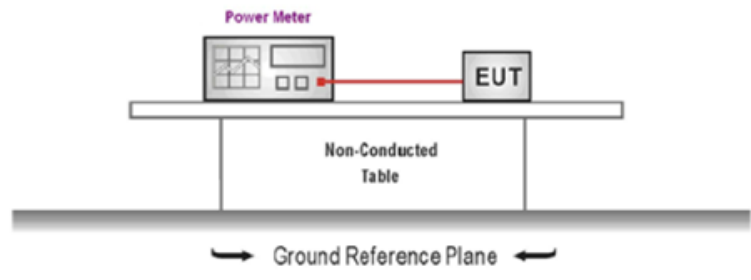 Power Meter
EUT
Non-Conducted
Table
Ground Reference Plane